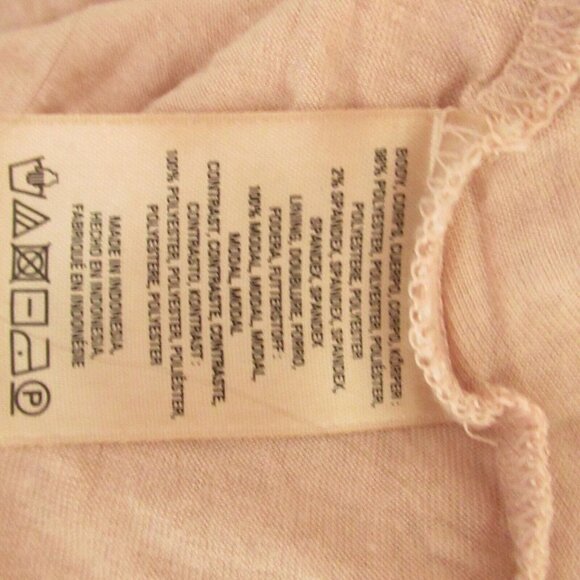 BODY, CORPS, CUERPO, CORPO, KÖRPER :
98% POLYESTER, POLYESTER, POLIÉSTER,
POLYESTERE, POLYESTER
2% SPANDEX, SPANDEX, SPANDEX,
SPANDEX, SPANDEX
LINING, DOUBLURE, FORRO,
FODERA, FUTTERSTOFF :
100% MODAL, MODAL, MODAL,
MODAL, MODAL
CONTRAST, CONTRASTE, CONTRASTE,
CONTRASTO, KONTRAST :
100% POLYESTER, POLYESTER, POLIÉSTER,
POLYESTERE, POLYESTER
MADE IN INDONESIA,
HECHO EN INDONESIA,
FABRIQUÉ EN INDONÉSIE
P